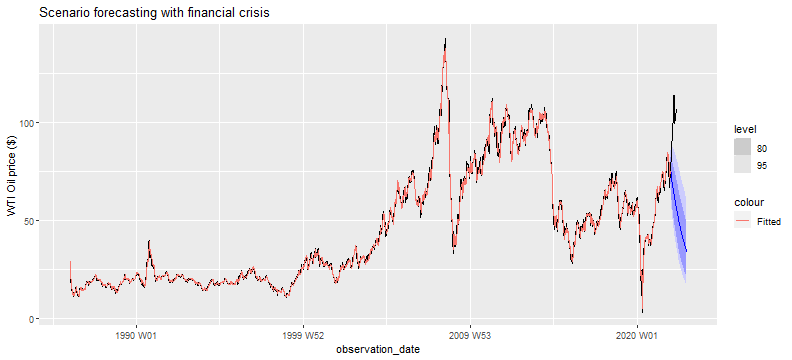 Scenario forecasting with financial crisis
WTI Oil price ($)
100
50
0
1990 W01
1999 W52
2009 W53
2020 W01
observation_date
level
80
95
colour
Fitted